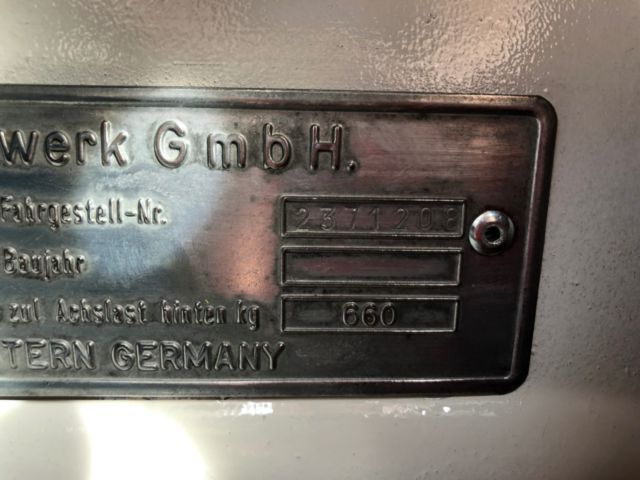 werk GmbH.
Fahrgestell-Nr. 2371208
Baujahr
zul Achslast hinten kg 660
TERN GERMANY